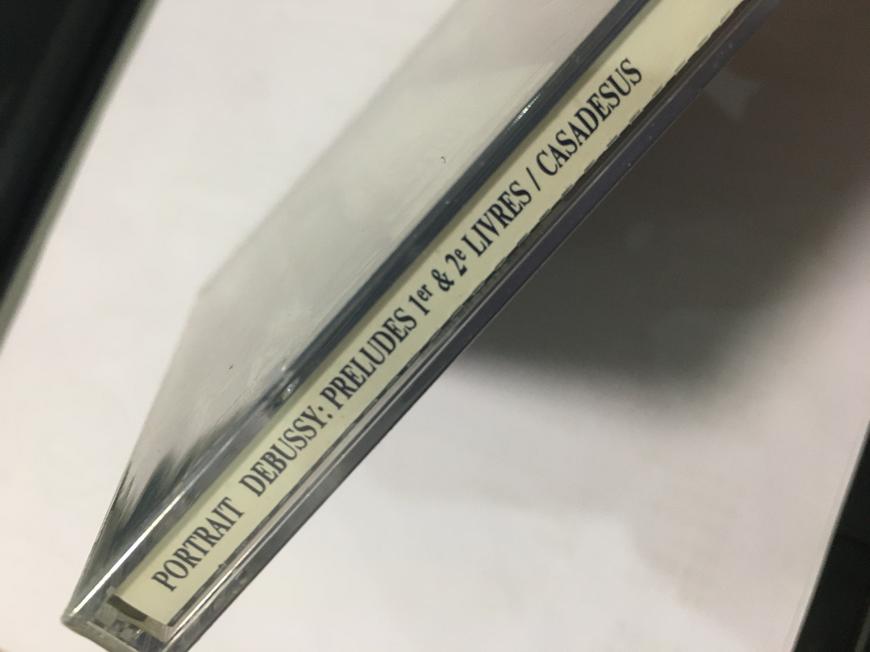 PORTRAIT DEBUSSY: PRELUDES 1er & 2e LIVRES / CASADESUS